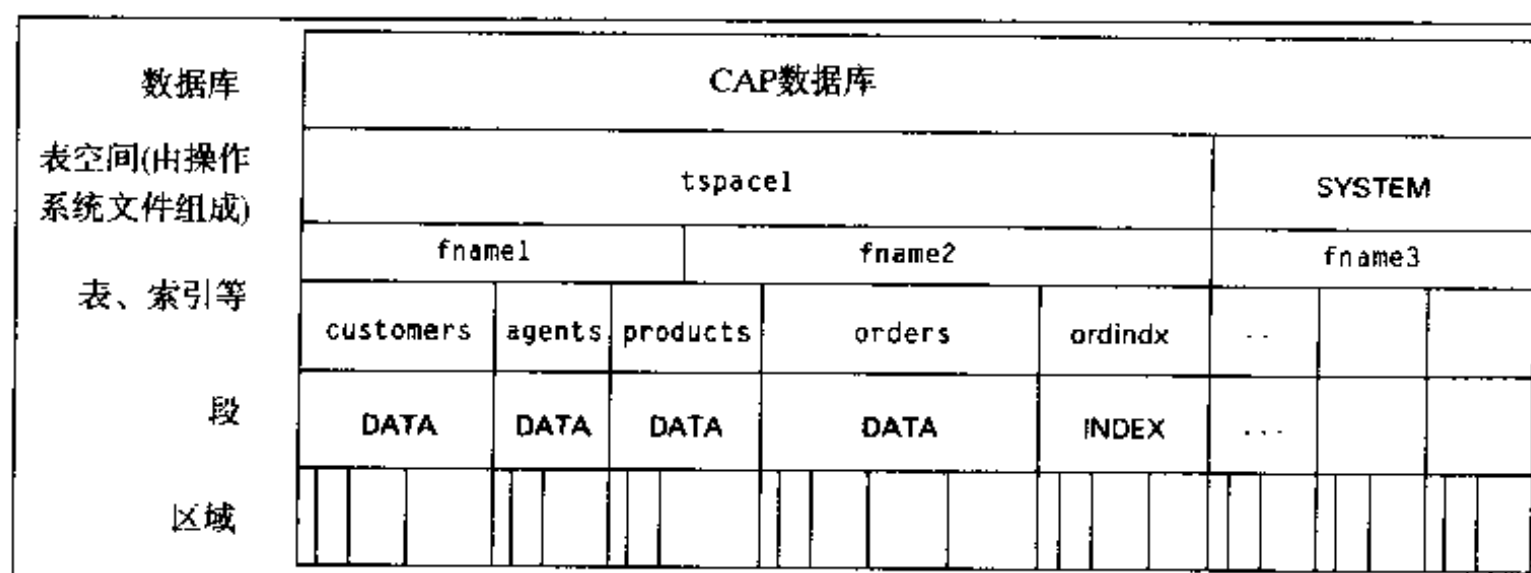 数据库
CAP数据库
表空间(由操作
系统文件组成)
tspace1
SYSTEM
fname1
fname2
fname3
表、索引等
customers
agents
products
orders
ordindx
..
段
DATA
DATA
DATA
DATA
INDEX
...
区域